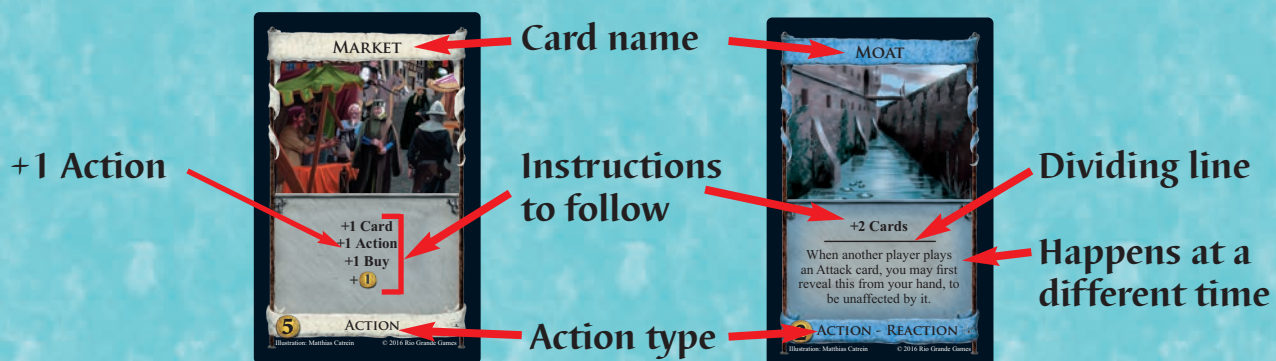 MARKET
Card name
MOAT
+1 Action
Instructions
to follow
Dividing line
Happens at a
different time
Action type
+1 Card
+1 Action
+1 Buy
+1
5
ACTION
Illustration: Matthias Catrein © 2016 Rio Grande Games
+2 Cards
When another player plays
an Attack card, you may first
reveal this from your hand, to
be unaffected by it.
ACTION - REACTION
Illustration: Matthias Catrein © 2016 Rio Grande Games